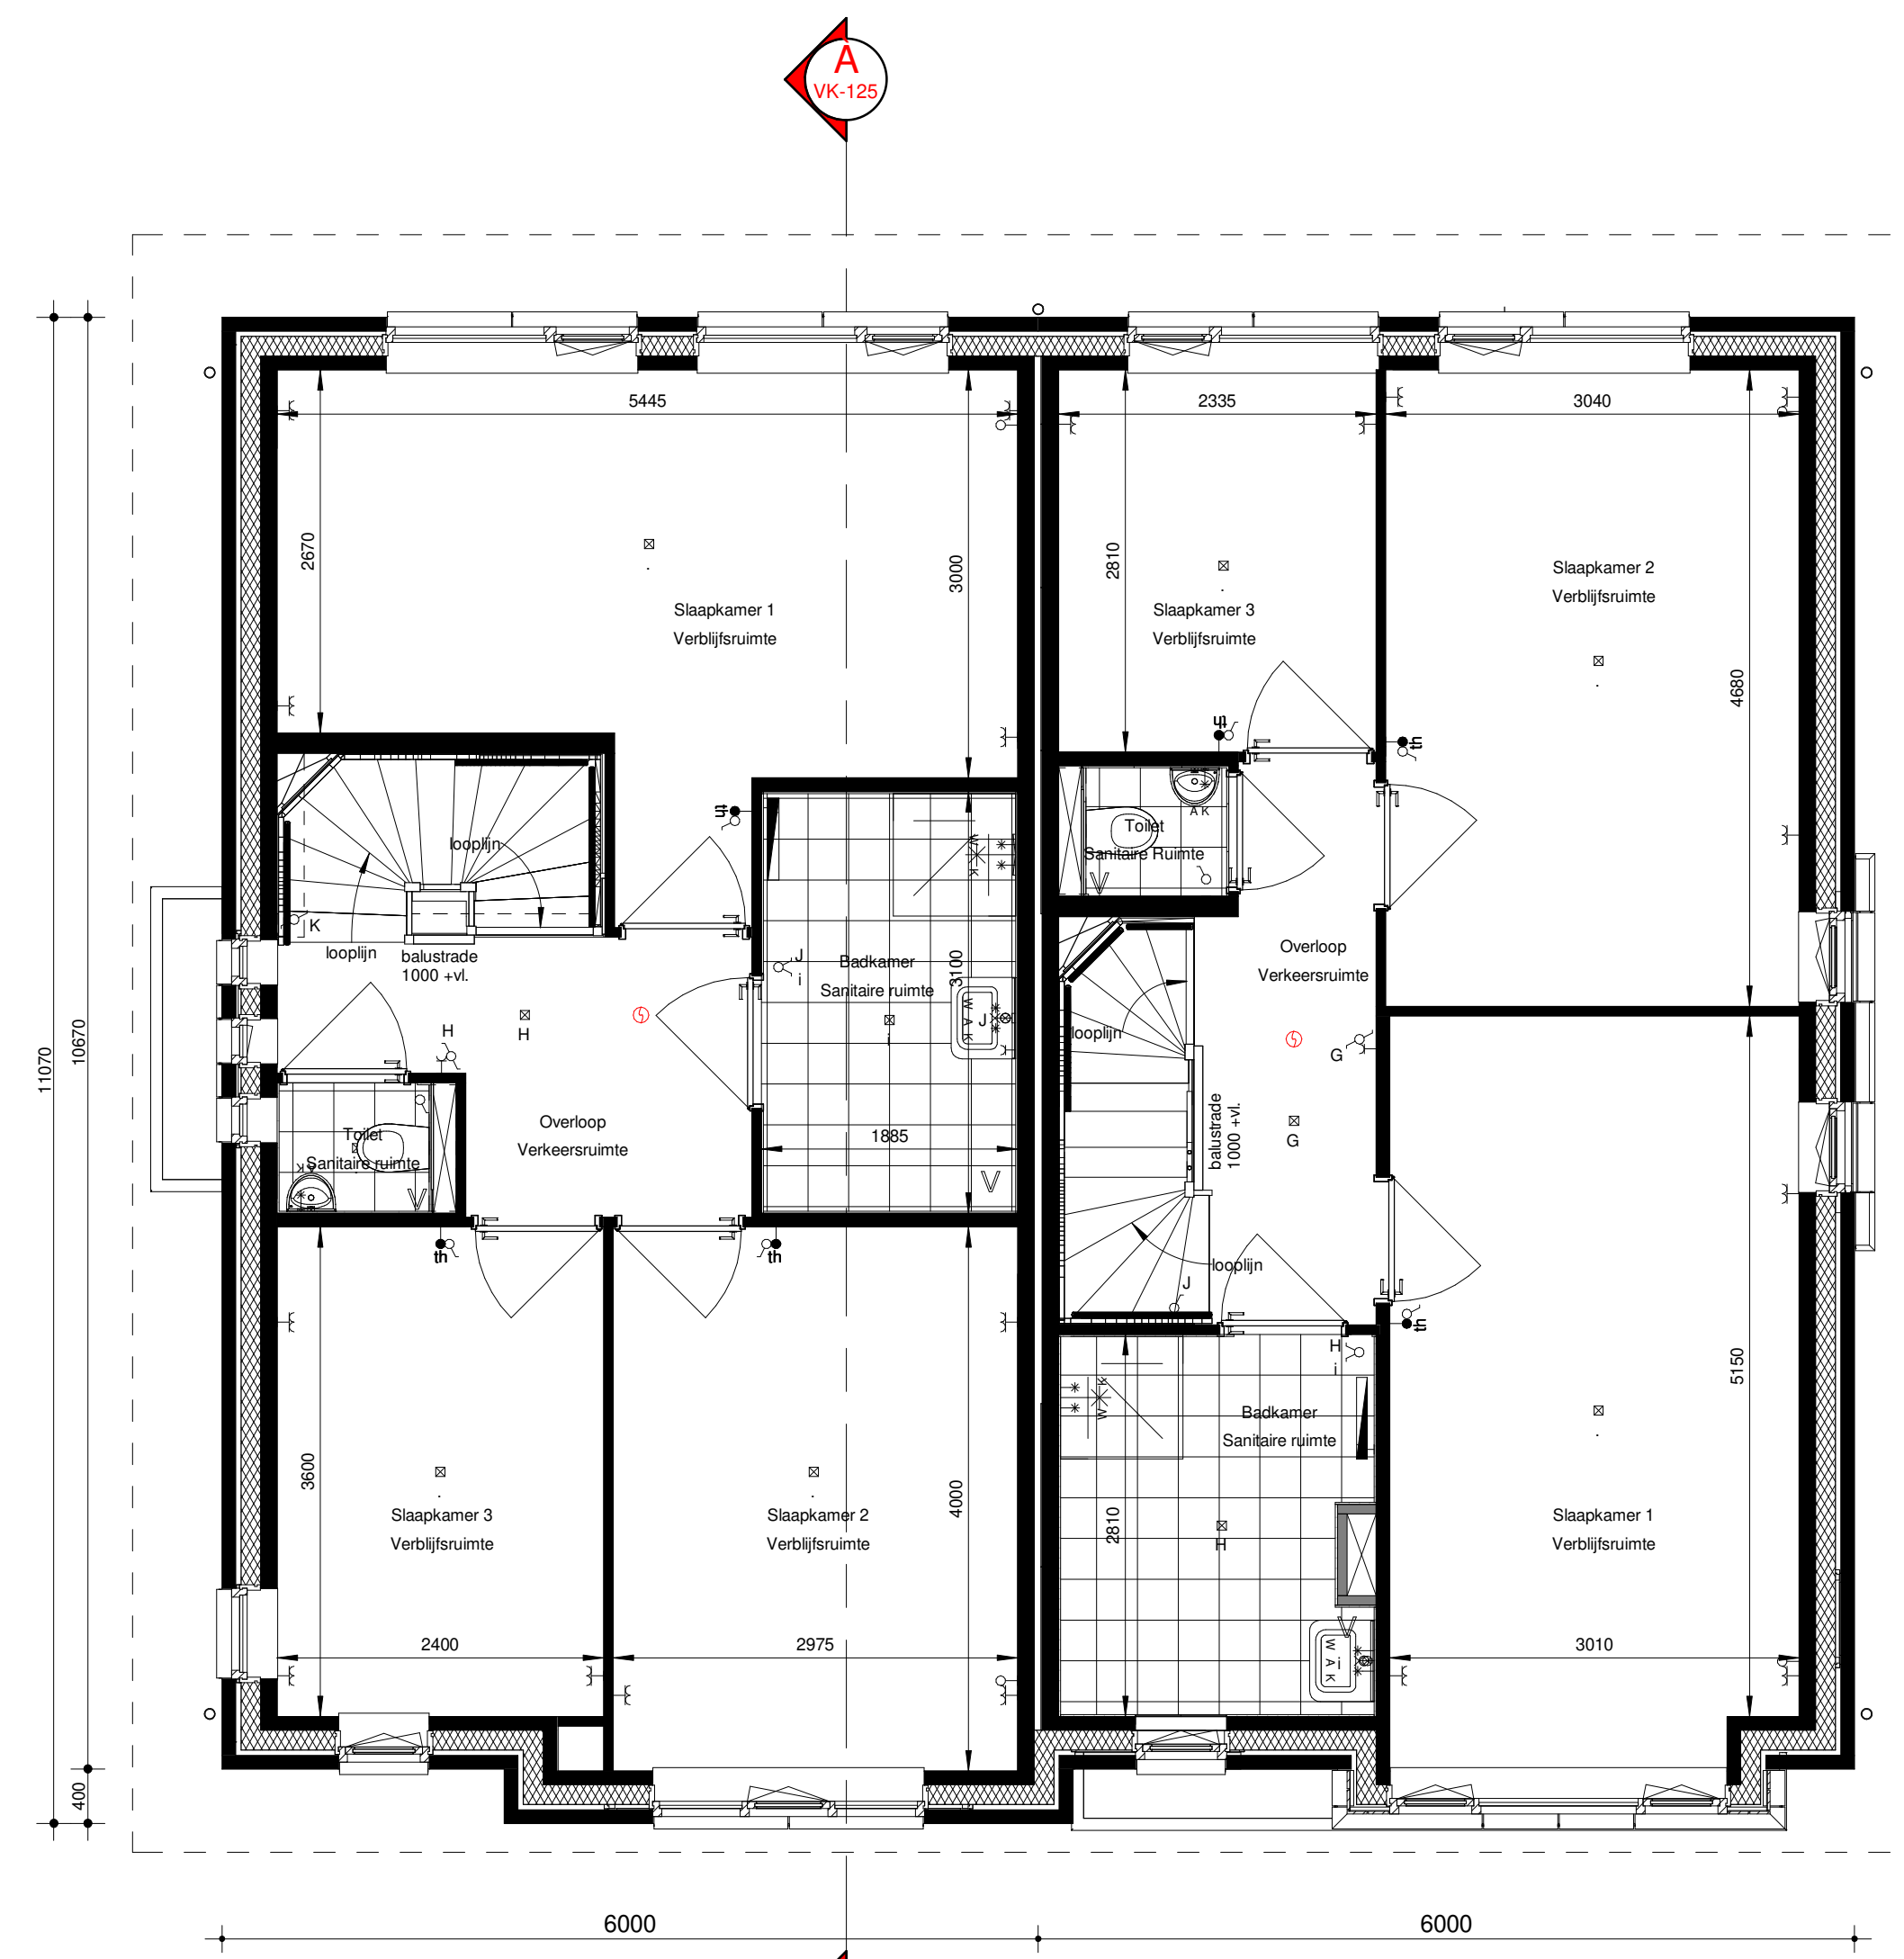 A
VK-125
5445
2335
3040
2670
3000
2810
4680
Slaapkamer 1
Verblijfsruimte
Slaapkamer 3
Verblijfsruimte
Slaapkamer 2
Verblijfsruimte
th
th
th
looplijn
K
looplijn
balustrade
1000 +vl.
W K
J
i
Badkamer
Sanitaire ruimte
3100
W A K
J
i
1885
V
A K
Toilet
Sanitaire Ruimte
V
Overloop
Verkeersruimte
looplijn
G
G
balustrade
1000 +vl.
looplijn
J
H
H
Overloop
Verkeersruimte
Toilet
Sanitaire ruimte
A K
V
11070
10670
400
th
th
th
H
i
W K
Badkamer
Sanitaire ruimte
2810
H
V
W A K
i
5150
3600
4000
Slaapkamer 3
Verblijfsruimte
Slaapkamer 2
Verblijfsruimte
Slaapkamer 1
Verblijfsruimte
2400
2975
3010
6000
6000